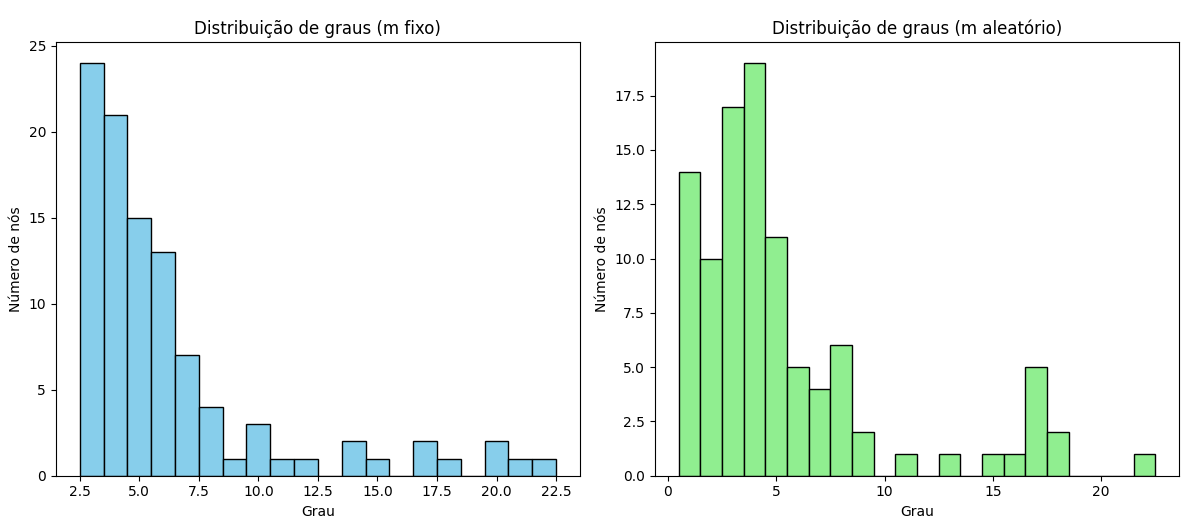 Distribuição de graus (m fixo)
25
20
15
10
5
0
Número de nós
2.5 5.0 7.5 10.0 12.5 15.0 17.5 20.0 22.5
Grau
Distribuição de graus (m aleatório)
17.5
15.0
12.5
10.0
7.5
5.0
2.5
0.0
Número de nós
0 5 10 15 20
Grau